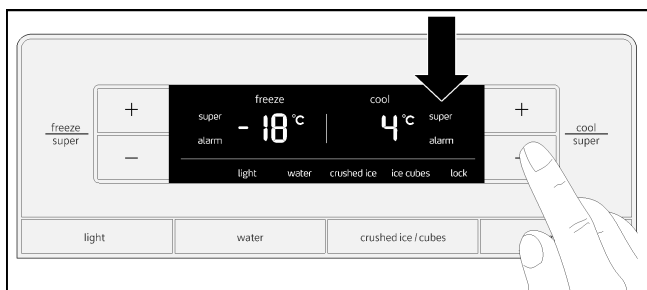 freeze cool
super super
alarm alarm
- 18 °C 4 °C
light water crushed ice ice cubes lock
+ +
- -
freeze
super
cool
super
light water crushed ice / cubes